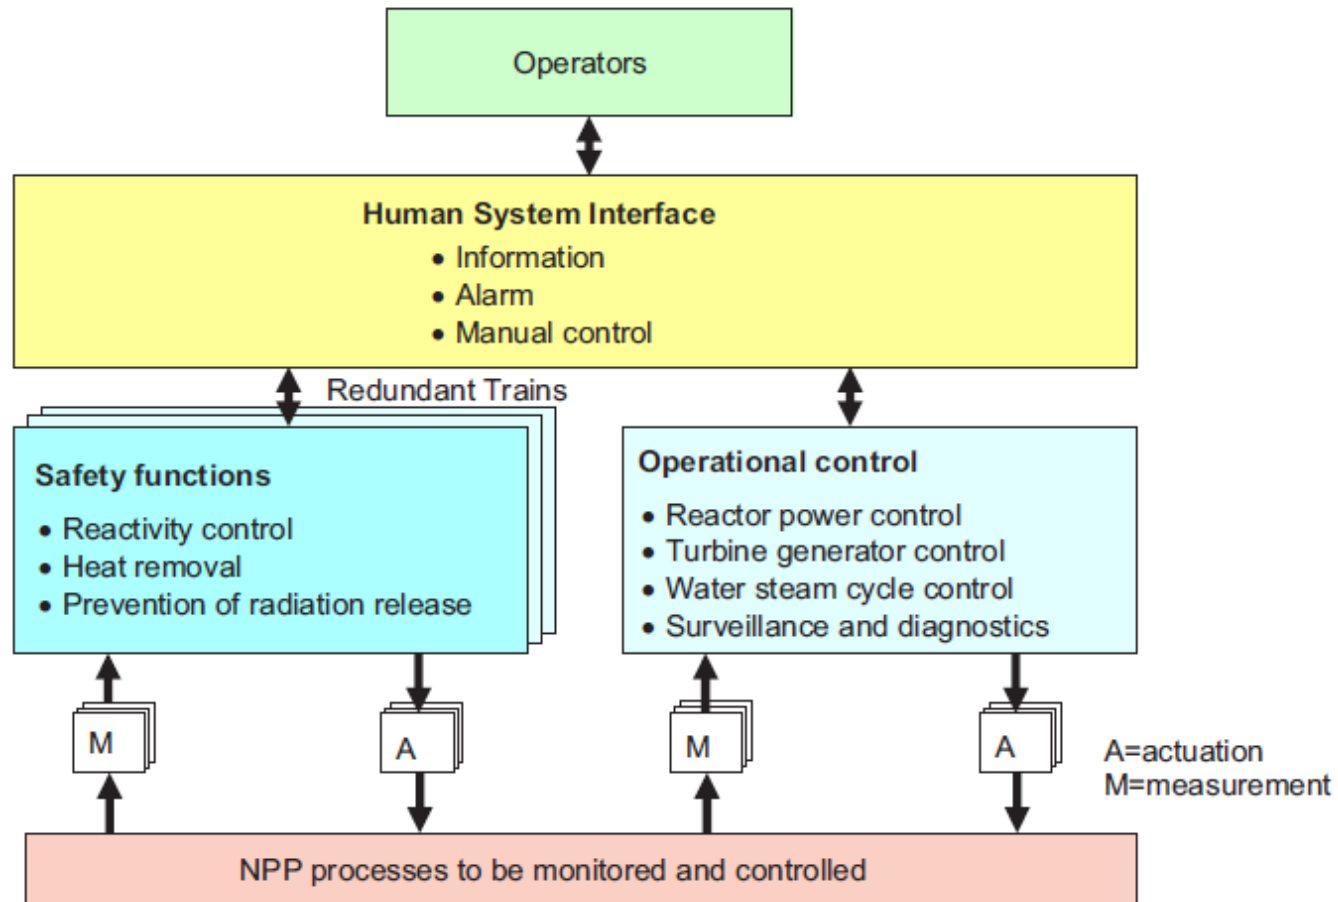 Operators
Human System Interface
• Information
• Alarm
• Manual control
Redundant Trains
Safety functions
• Reactivity control
• Heat removal
• Prevention of radiation release
Operational control
• Reactor power control
• Turbine generator control
• Water steam cycle control
• Surveillance and diagnostics
M
A
M
A
A=actuation
M=measurement
NPP processes to be monitored and controlled